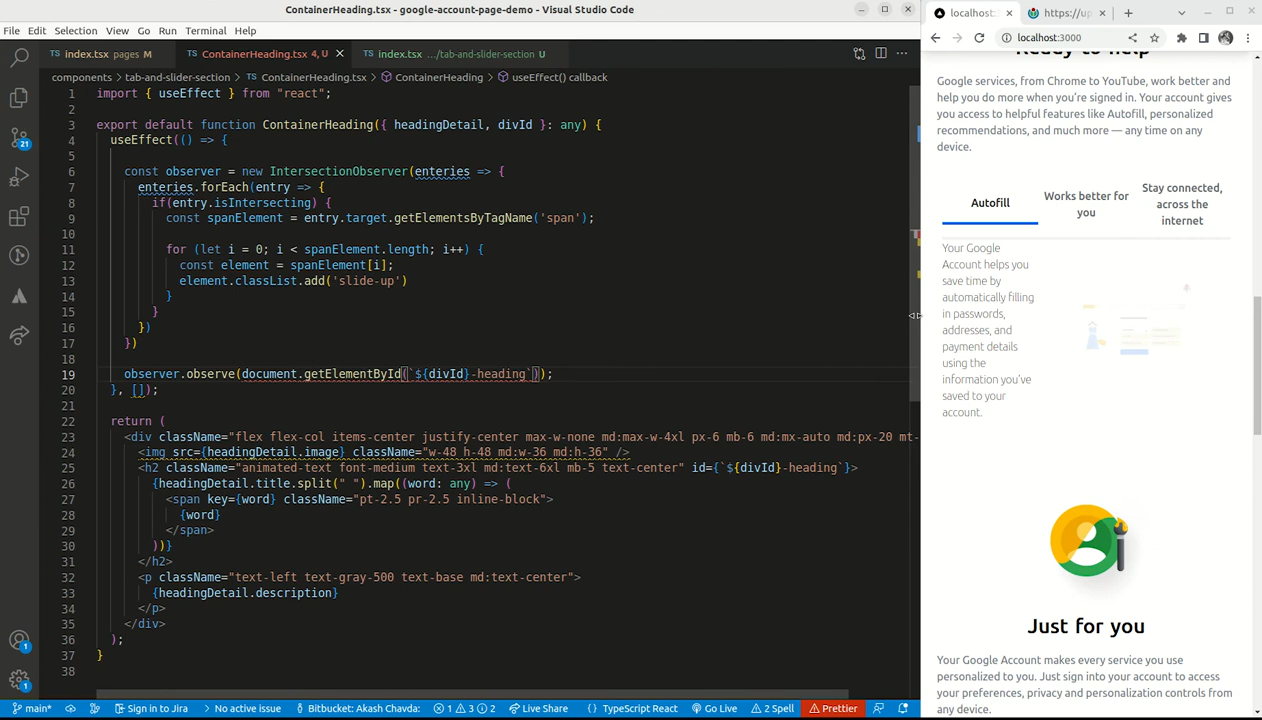 ContainerHeading.tsx - google-account-page-demo - Visual Studio Code
File Edit Selection View Go Run Terminal Help
TS index.tsx pages M TS ContainerHeading.tsx 4, U TS index.tsx .../tab-and-slider-section U
components > tab-and-slider-section > TS ContainerHeading.tsx > ContainerHeading > useEffect() callback
1 import { useEffect } from "react";
2
3 export default function ContainerHeading({ headingDetail, divId }: any) {
4 useEffect(() => {
5
6 const observer = new IntersectionObserver(enteries => {
7 enteries.forEach(entry => {
8 if(entry.isIntersecting) {
9 const spanElement = entry.target.getElementsByTagName('span');
10
11 for (let i = 0; i < spanElement.length; i++) {
12 const element = spanElement[i];
13 element.classList.add('slide-up')
14 }
15 }
16 })
17 })
18
19 observer.observe(document.getElementById(`${divId}-heading`));
20 }, []);
21
22 return (
23 <div className="flex flex-col items-center justify-center max-w-none md:max-w-4xl px-6 mb-6 md:mx-auto md:px-20 mt-
24 <img src={headingDetail.image} className="w-48 h-48 md:w-36 md:h-36" />
25 <h2 className="animated-text font-medium text-3xl md:text-6xl mb-5 text-center" id={`${divId}-heading`}>
26 {headingDetail.title.split(" ").map((word: any) => (
27 <span key={word} className="pt-2.5 pr-2.5 inline-block">
28 {word}
29 </span>
30 ))}
31 </h2>
32 <p className="text-left text-gray-500 text-base md:text-center">
33 {headingDetail.description}
34 </p>
35 </div>
36 );
37 }
38
21
1
1
main* Sign in to Jira No active issue Bitbucket: Akash Chavda: 1 3 2 Live Share { } TypeScript React Go Live 2 Spell Prettier
localhost: https://up
localhost:3000
Ready to help
Google services, from Chrome to YouTube, work better and
help you do more when you're signed in. Your account gives
you access to helpful features like Autofill, personalized
recommendations, and much more — any time on any
device.
Autofill
Works better for
you
Stay connected,
across the
internet
Your Google
Account helps you
save time by
automatically filling
in passwords,
addresses, and
payment details
using the
information you've
saved to your
account.
Just for you
Your Google Account makes every service you use
personalized to you. Just sign into your account to access
your preferences, privacy and personalization controls from
any device.